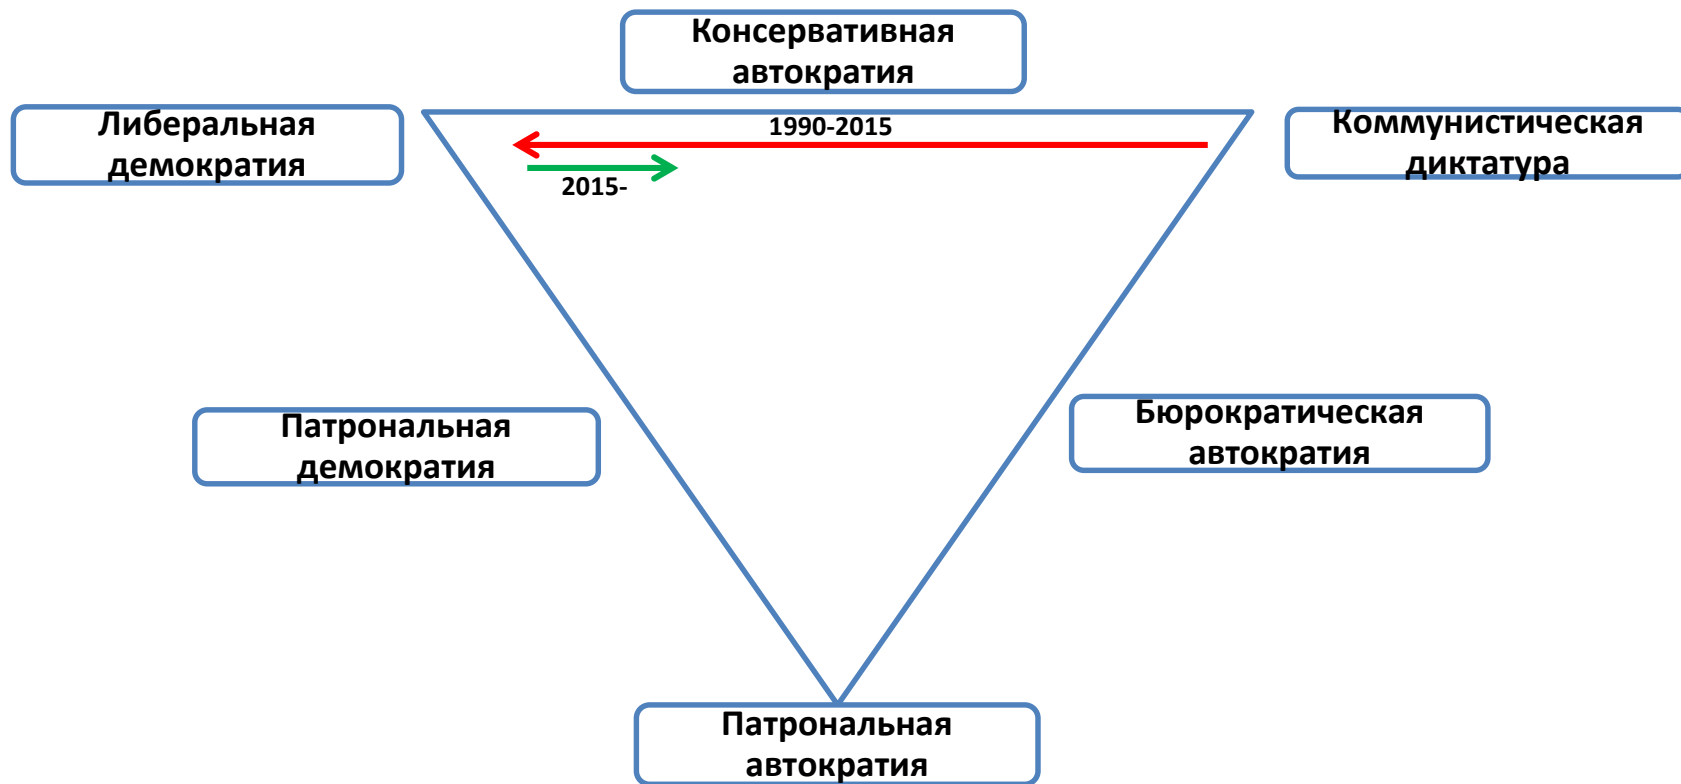 Консервативная
автократия
Либеральная
демократия
1990-2015
Коммунистическая
диктатура
2015-
Патрональная
демократия
Бюрократическая
автократия
Патрональная
автократия